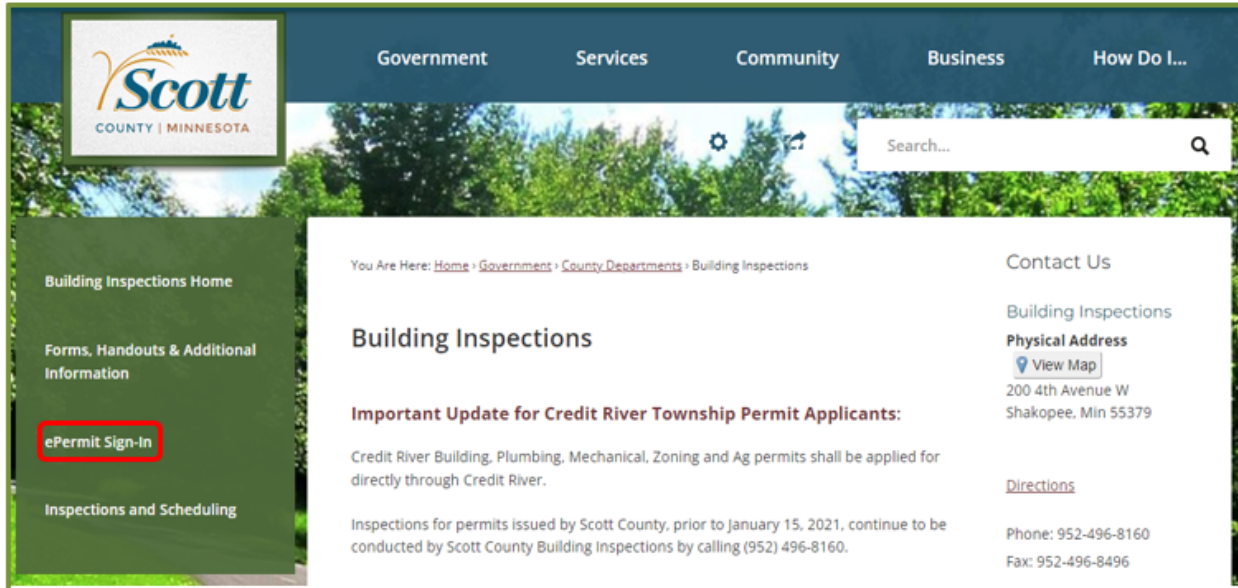 Scott
COUNTY | MINNESOTA
Government
Services
Community
Business
How Do I...
Search...
Building Inspections Home
Forms, Handouts & Additional
Information
ePermit Sign-In
Inspections and Scheduling
You Are Here: Home › Government › County Departments › Building Inspections
Building Inspections
Important Update for Credit River Township Permit Applicants:
Credit River Building, Plumbing, Mechanical, Zoning and Ag permits shall be applied for
directly through Credit River.
Inspections for permits issued by Scott County, prior to January 15, 2021, continue to be
conducted by Scott County Building Inspections by calling (952) 496-8160.
Contact Us
Building Inspections
Physical Address
View Map
200 4th Avenue W
Shakopee, Min 55379
Directions
Phone: 952-496-8160
Fax: 952-496-8496